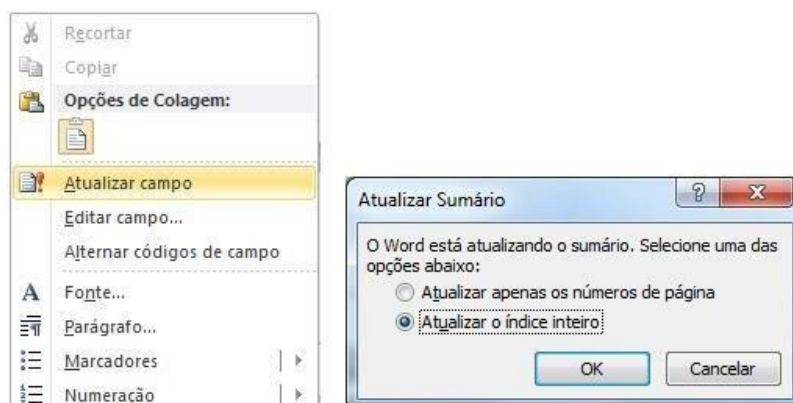 Recortar
Copiar
Opções de Colagem:
Atualizar campo
Editar campo...
Alternar códigos de campo
Fonte...
Parágrafo...
Marcadores
Numeração
Atualizar Sumário
O Word está atualizando o sumário. Selecione uma das
opções abaixo:
Atualizar apenas os números de página
Atualizar o índice inteiro
OK Cancelar